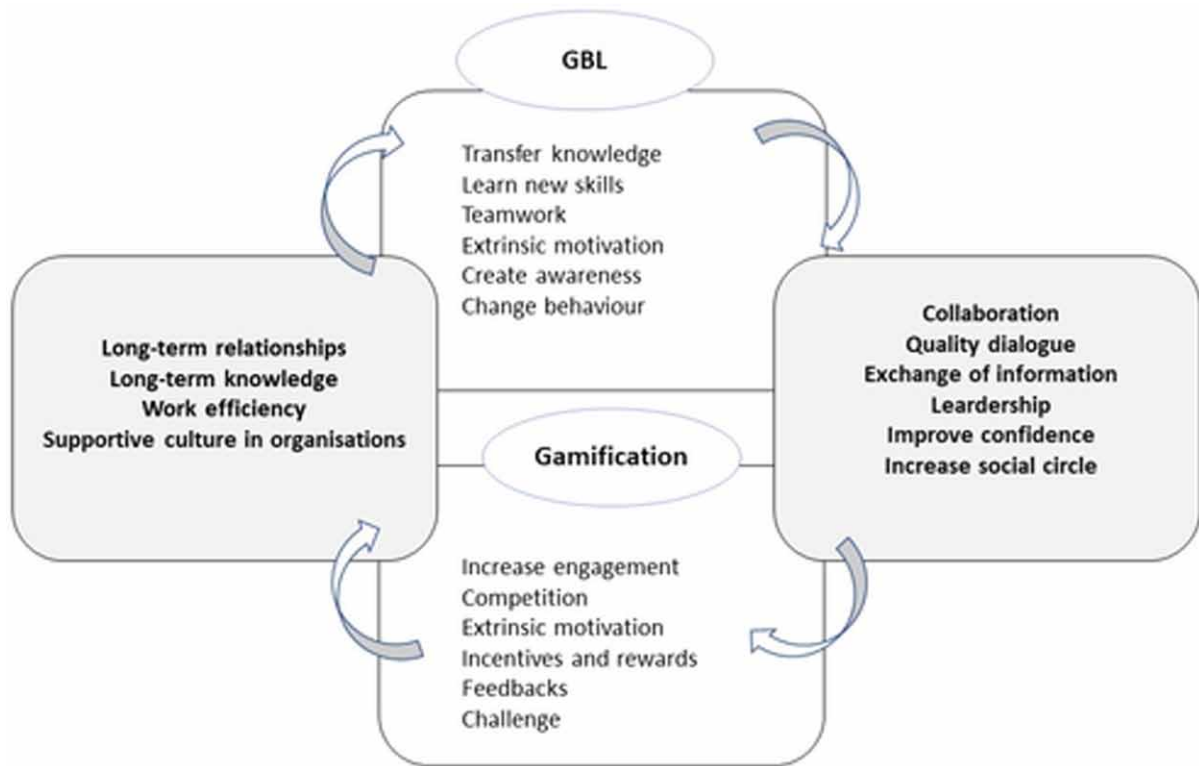 GBL
Transfer knowledge
Learn new skills
Teamwork
Extrinsic motivation
Create awareness
Change behaviour
Long-term relationships
Long-term knowledge
Work efficiency
Supportive culture in organisations
Collaboration
Quality dialogue
Exchange of information
Leardership
Improve confidence
Increase social circle
Gamification
Increase engagement
Competition
Extrinsic motivation
Incentives and rewards
Feedbacks
Challenge